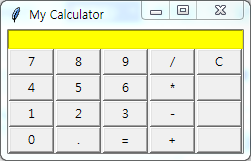 My Calculator
7 8 9 / C
4 5 6 *
1 2 3 -
0 . = +